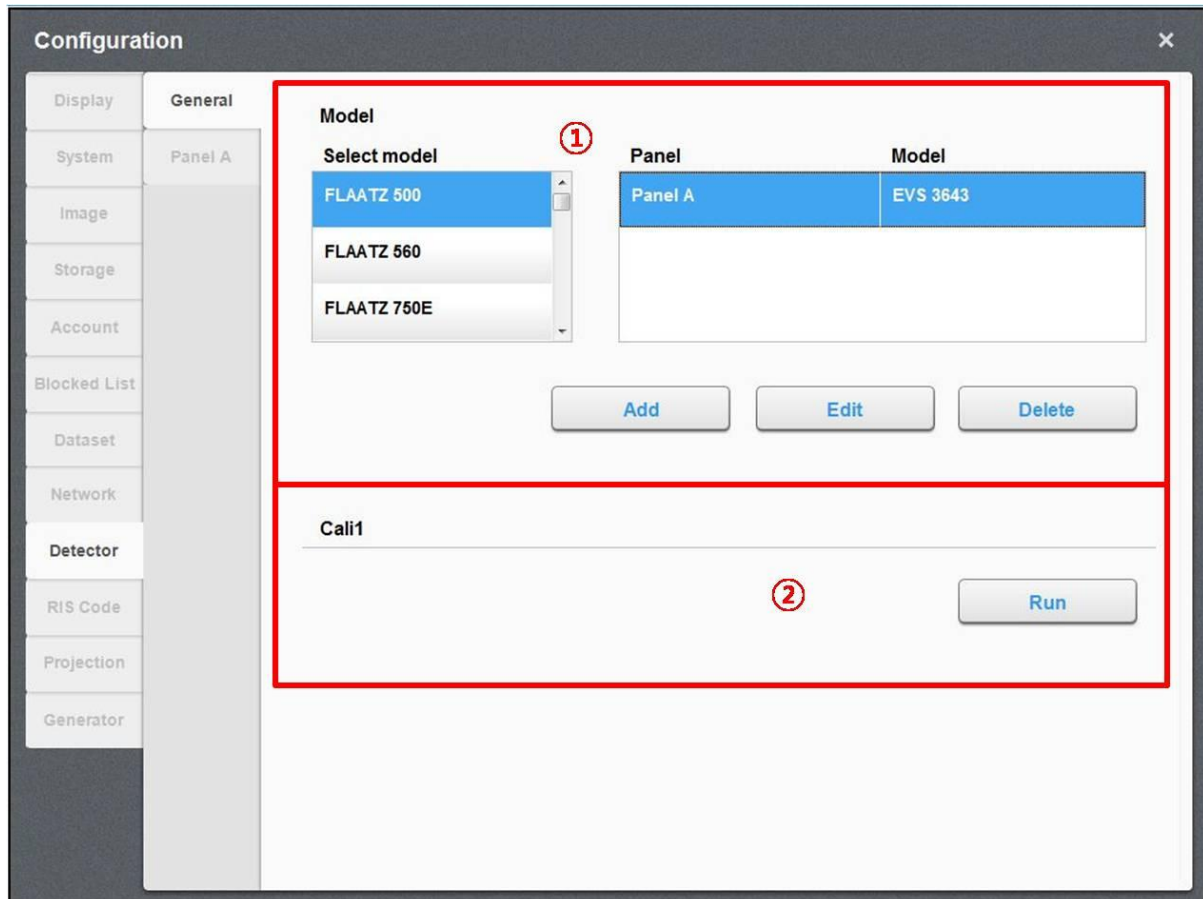 Configuration
×
Display
System
Image
Storage
Account
Blocked List
Dataset
Network
Detector
RIS Code
Projection
Generator
General
Panel A
①
Model
Select model
FLAATZ 500
FLAATZ 560
FLAATZ 750E
Panel Model
Panel A EVS 3643
Add Edit Delete
Cali1
②
Run